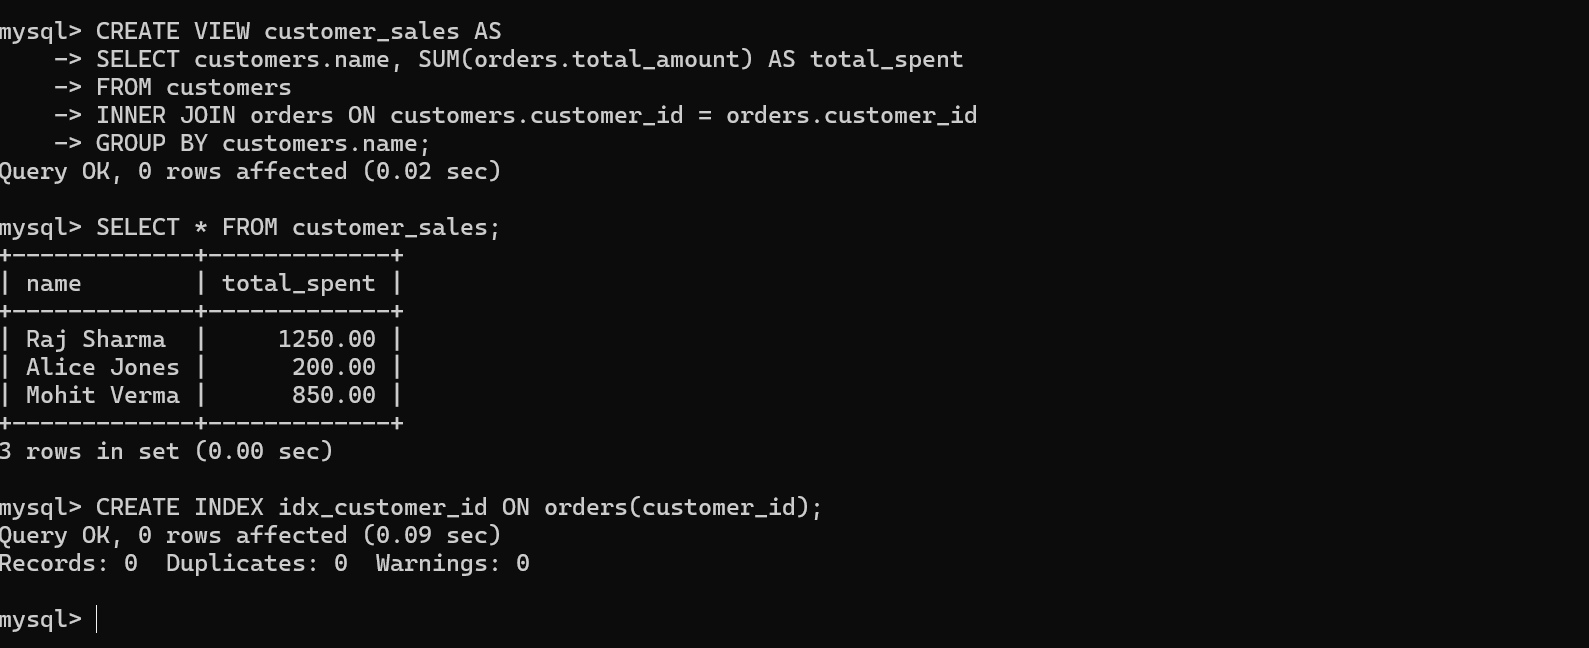 mysql> CREATE VIEW customer_sales AS
    -> SELECT customers.name, SUM(orders.total_amount) AS total_spent
    -> FROM customers
    -> INNER JOIN orders ON customers.customer_id = orders.customer_id
    -> GROUP BY customers.name;
Query OK, 0 rows affected (0.02 sec)

mysql> SELECT * FROM customer_sales;
+-------------+-------------+
| name        | total_spent |
+-------------+-------------+
| Raj Sharma  |     1250.00 |
| Alice Jones |      200.00 |
| Mohit Verma |      850.00 |
+-------------+-------------+
3 rows in set (0.00 sec)

mysql> CREATE INDEX idx_customer_id ON orders(customer_id);
Query OK, 0 rows affected (0.09 sec)
Records: 0  Duplicates: 0  Warnings: 0

mysql>